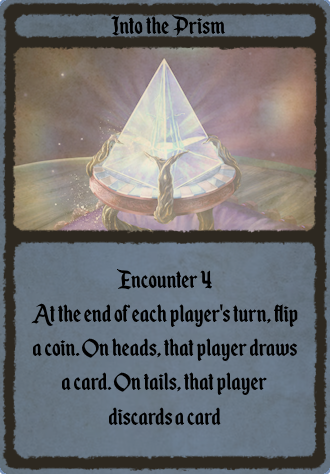 Into the Prism
Encounter 4
At the end of each player's turn, flip
a coin. On heads, that player draws
a card. On tails, that player
discards a card